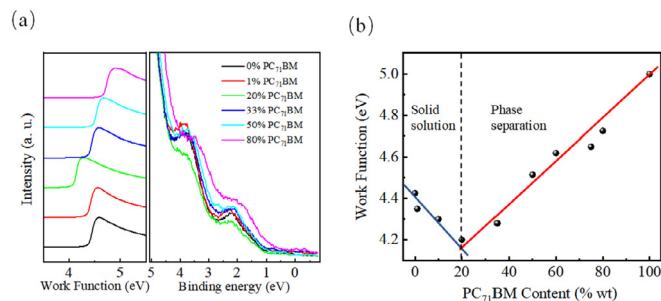 (a)
Intensity (a. u.)
4
5
Work Function (eV)
0% PC₇₁BM
1% PC₇₁BM
20% PC₇₁BM
33% PC₇₁BM
50% PC₇₁BM
80% PC₇₁BM
5
4
3
2
1
0
Binding energy (eV)
(b)
Work Function (eV)
5.0
4.8
4.6
4.4
4.2
Solid
solution
Phase
separation
0
20
40
60
80
100
PC₇₁BM Content (% wt)